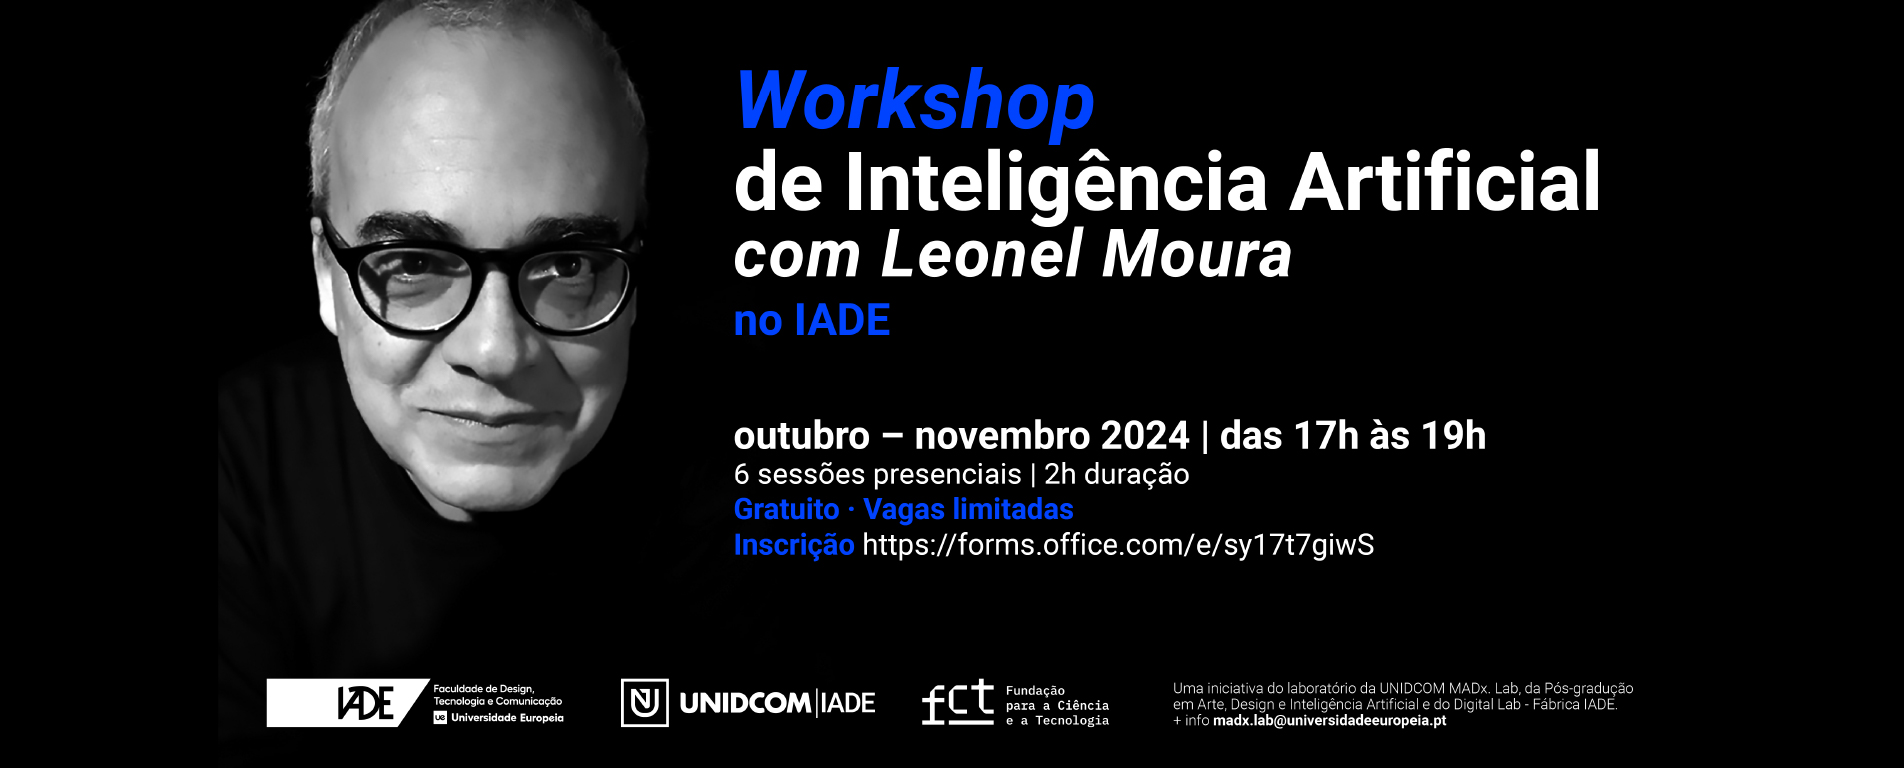 Workshop
de Inteligência Artificial
com Leonel Moura
no IADE
outubro – novembro 2024 | das 17h às 19h
6 sessões presenciais | 2h duração
Gratuito · Vagas limitadas
Inscrição https://forms.office.com/e/sy17t7giwS
IADE
Faculdade de Design,
Tecnologia e Comunicação
ue Universidade Europeia
UNIDCOM|IADE
fct
Fundação
para a Ciência
e a Tecnologia
Uma iniciativa do laboratório da UNIDCOM MADx. Lab, da Pós-gradução
em Arte, Design e Inteligência Artificial e do Digital Lab - Fábrica IADE.
+ info madx.lab@universidadeeuropeia.pt